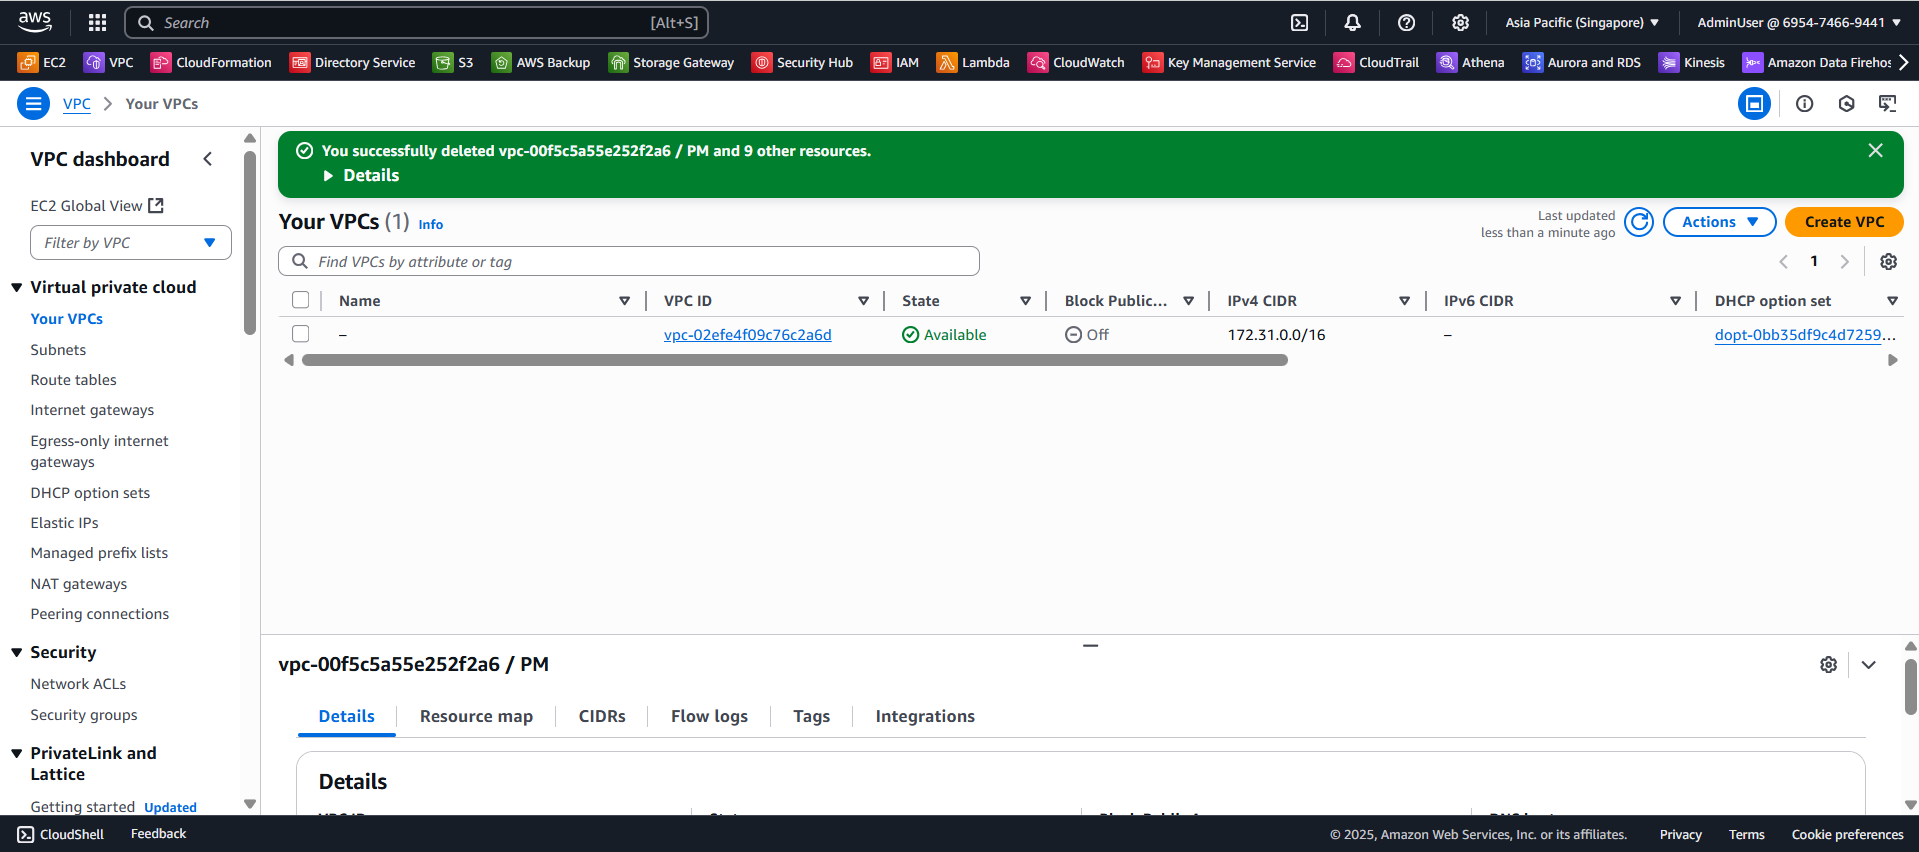 aws
Search [Alt+S]
Asia Pacific (Singapore)
AdminUser @ 6954-7466-9441
EC2 VPC CloudFormation Directory Service S3 AWS Backup Storage Gateway Security Hub IAM Lambda CloudWatch Key Management Service CloudTrail Athena Aurora and RDS Kinesis Amazon Data Firehos
VPC > Your VPCs
VPC dashboard
EC2 Global View
Filter by VPC
Virtual private cloud
Your VPCs
Subnets
Route tables
Internet gateways
Egress-only internet
gateways
DHCP option sets
Elastic IPs
Managed prefix lists
NAT gateways
Peering connections
Security
Network ACLs
Security groups
PrivateLink and
Lattice
Getting started Updated
You successfully deleted vpc-00f5c5a55e252f2a6 / PM and 9 other resources.
Details
Your VPCs (1) Info
Last updated
less than a minute ago
Actions
Create VPC
Find VPCs by attribute or tag
1
Name VPC ID State Block Public... IPv4 CIDR IPv6 CIDR DHCP option set
– vpc-02efe4f09c76c2a6d Available Off 172.31.0.0/16 – dopt-0bb35df9c4d7259...
vpc-00f5c5a55e252f2a6 / PM
Details Resource map CIDRs Flow logs Tags Integrations
Details
CloudShell Feedback
© 2025, Amazon Web Services, Inc. or its affiliates. Privacy Terms Cookie preferences